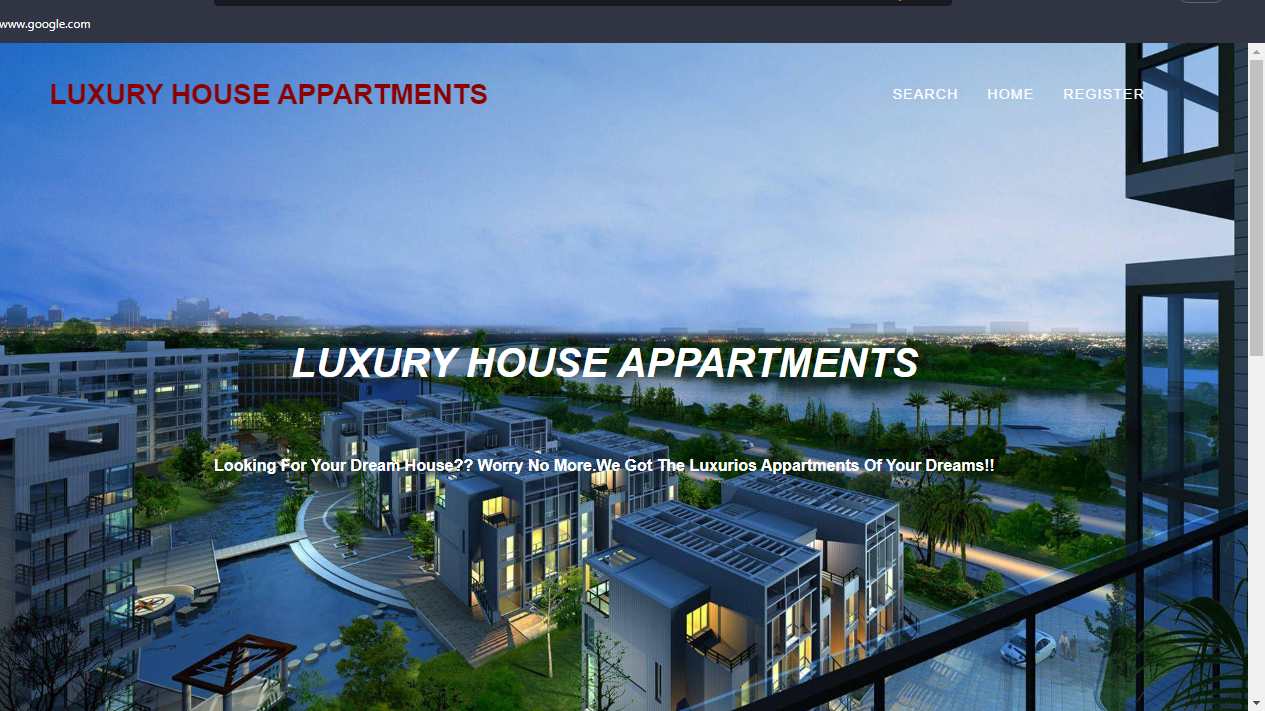 www.google.com
LUXURY HOUSE APPARTMENTS
SEARCH HOME REGISTER
LUXURY HOUSE APPARTMENTS
Looking For Your Dream House?? Worry No More.We Got The Luxurios Appartments Of Your Dreams!!